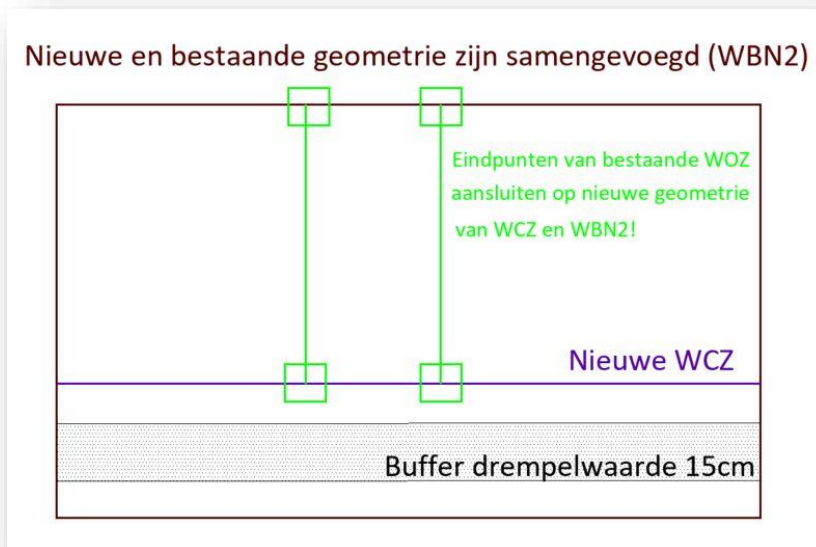 Nieuwe en bestaande geometrie zijn samengevoegd (WBN2)
Eindpunten van bestaande WOZ
aansluiten op nieuwe geometrie
van WCZ en WBN2!
Nieuwe WCZ
Buffer drempelwaarde 15cm